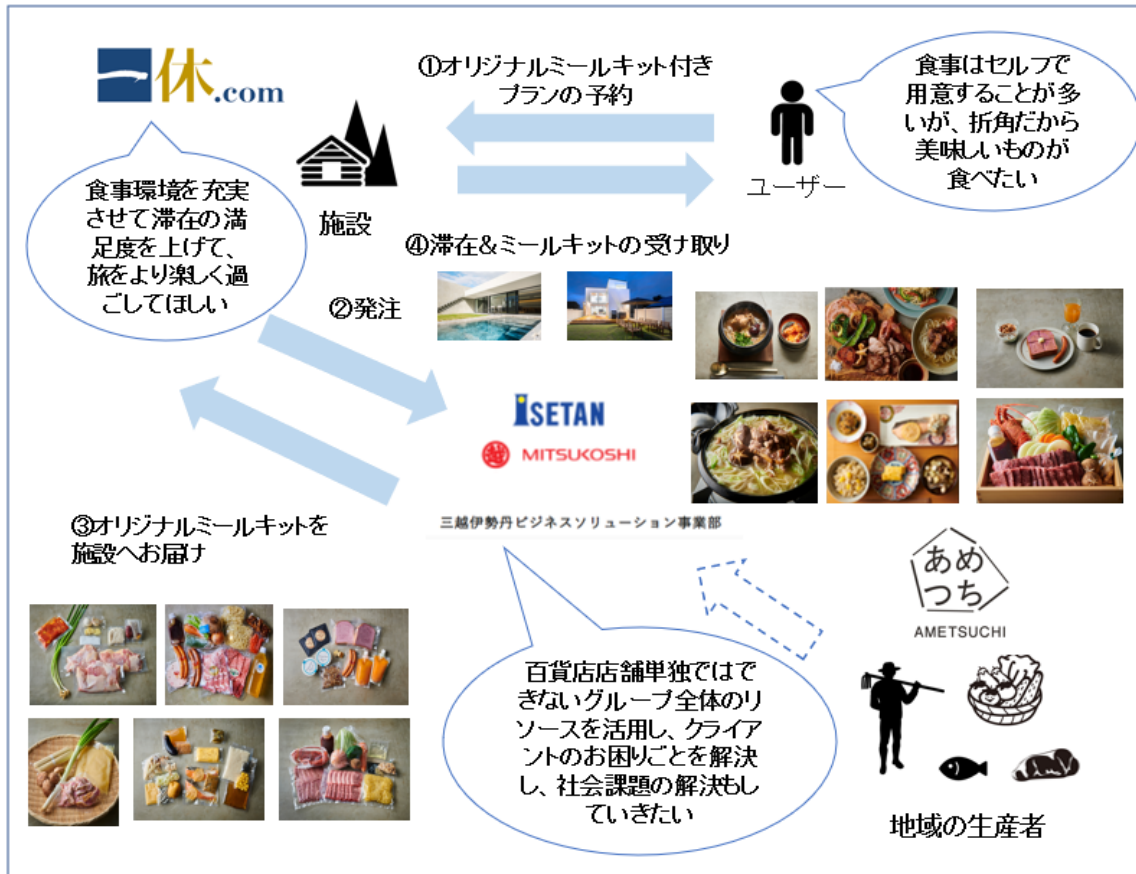 一休.com
①オリジナルミールキット付き
プランの予約
食事はセルフで
用意することが多
いが、折角だから
美味しいものが
食べたい
ユーザー
食事環境を充実
させて滞在の満
足度を上げて、
旅をより楽しく過
ごしてほしい
施設
④滞在&ミールキットの受け取り
②発注
ISETAN
越
MITSUKOSHI
三越伊勢丹ビジネスソリューション事業部
③オリジナルミールキットを
施設へお届け
あめ
つち
AMETSUCHI
百貨店店舗単独ではで
きないグループ全体のリ
ソースを活用し、クライア
ントのお困りごとを解決
し、社会課題の解決もし
ていきたい
地域の生産者